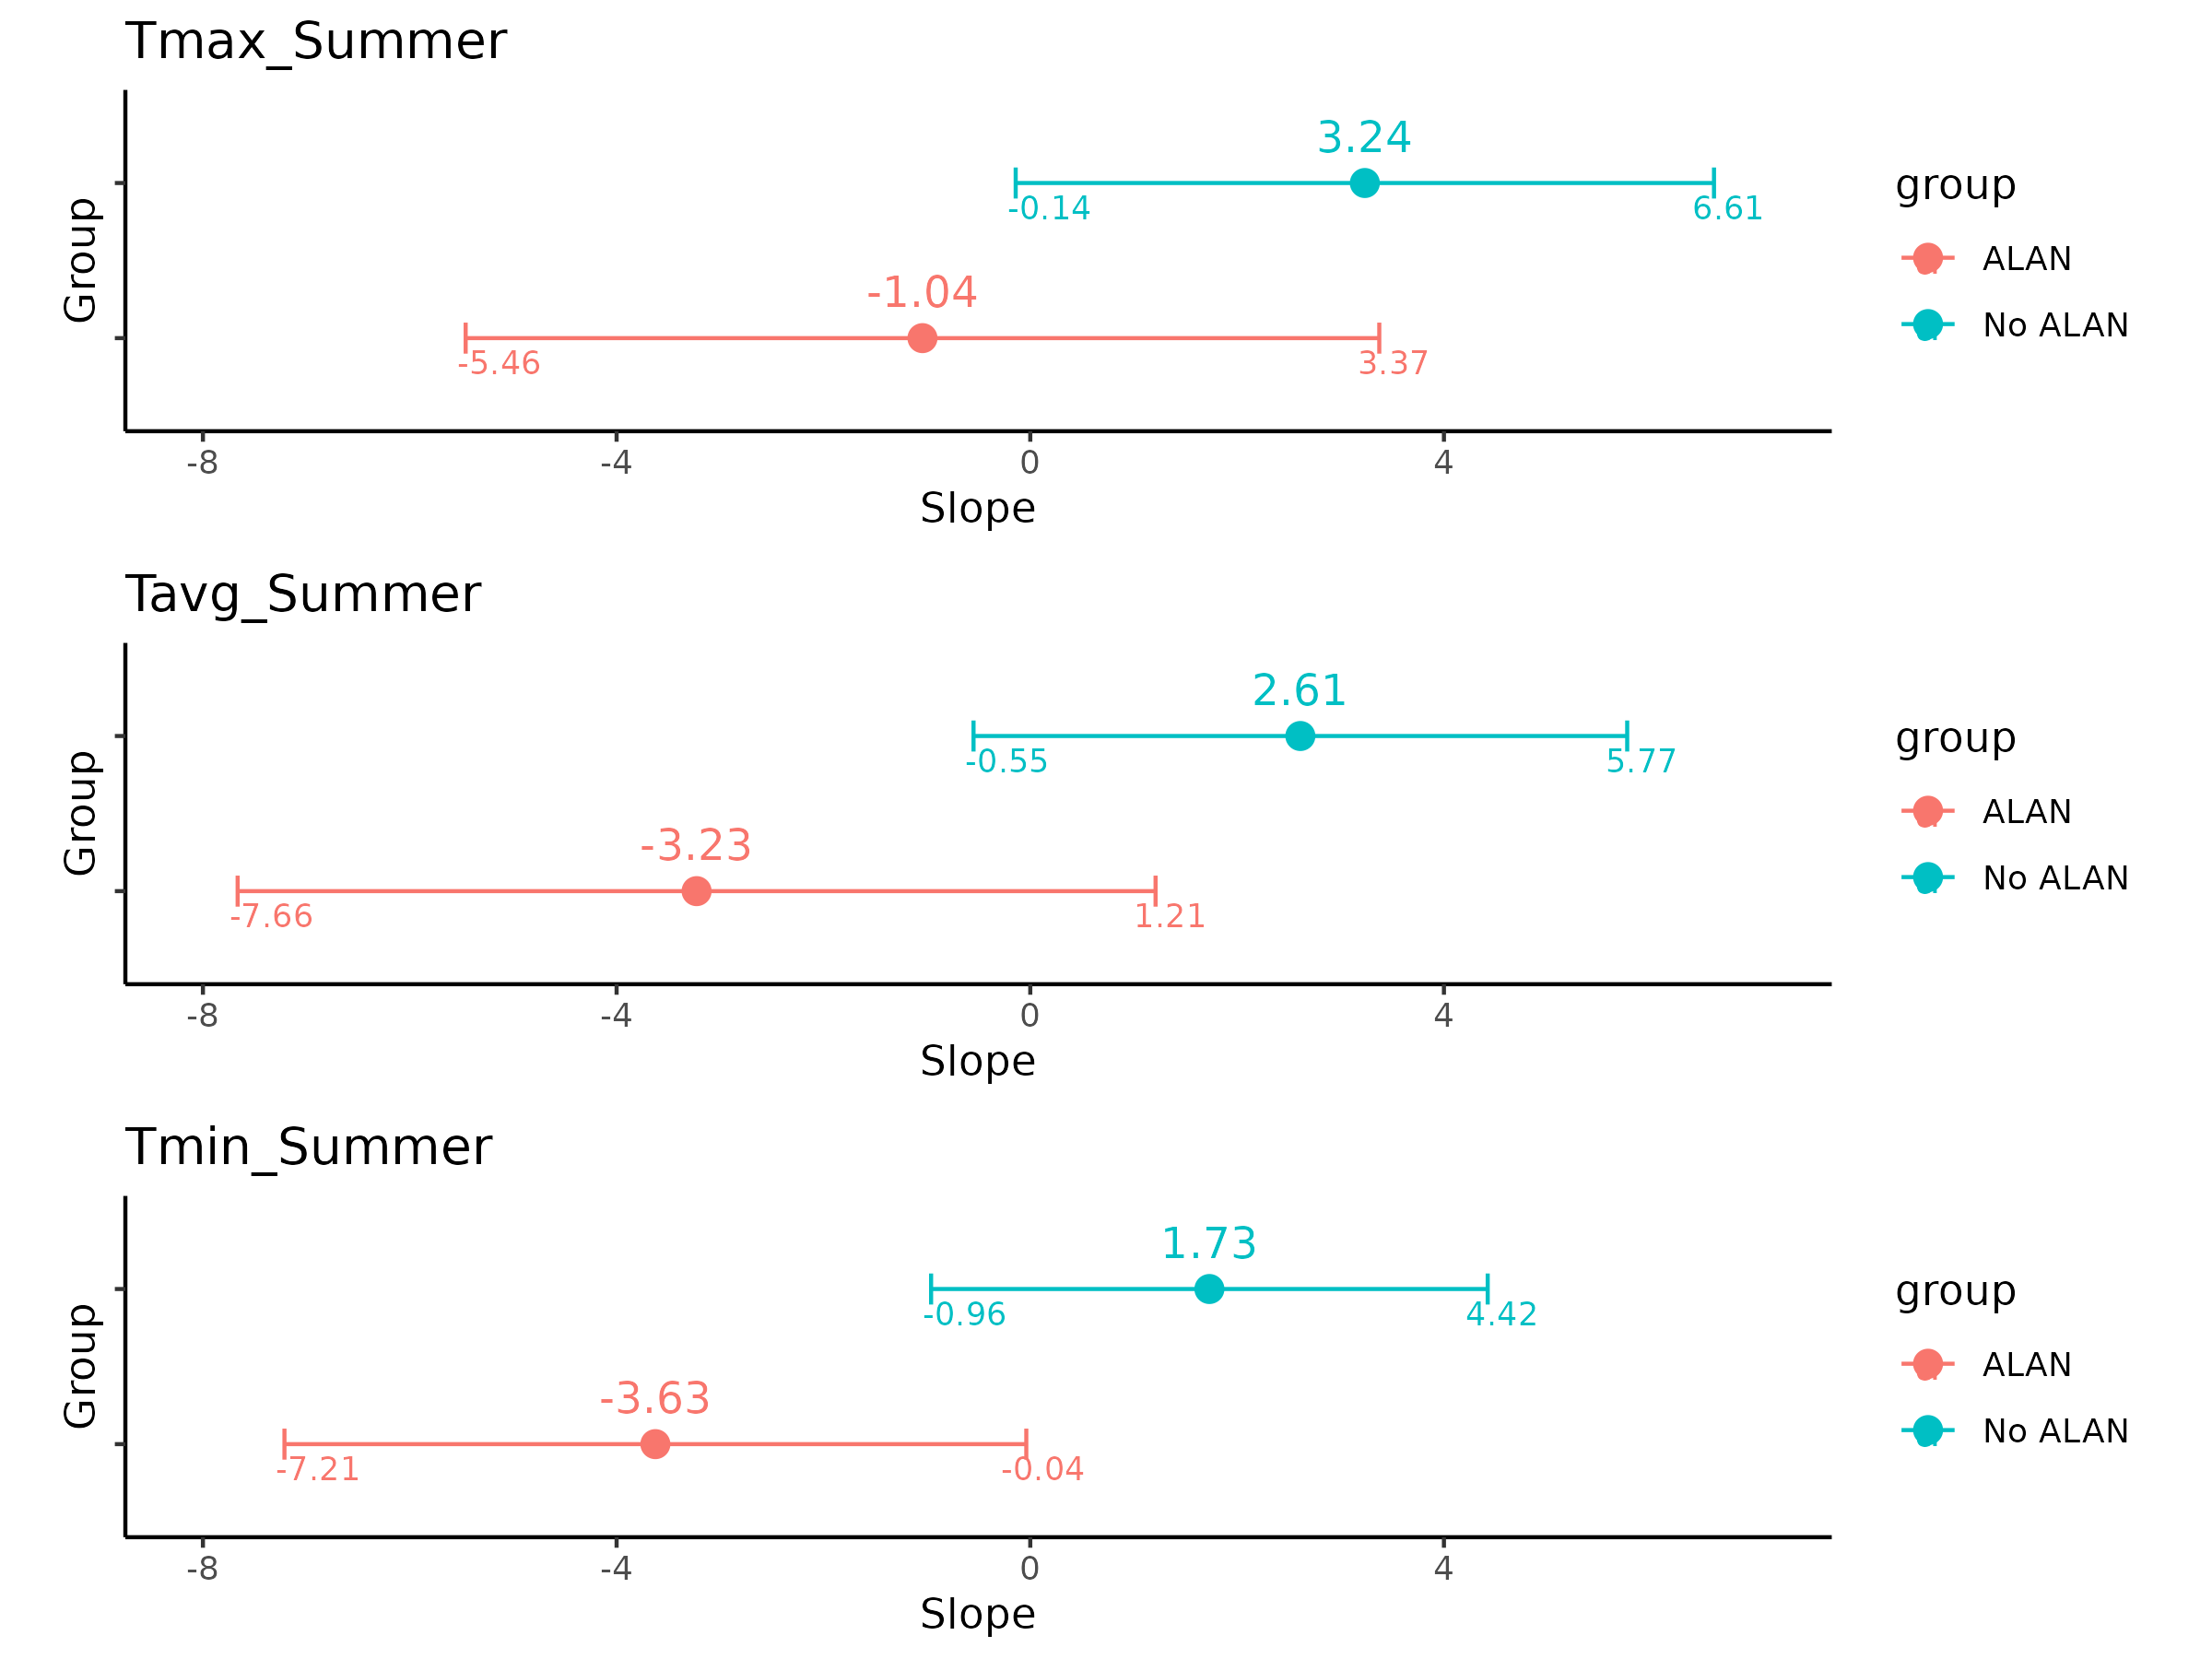 Tmax_Summer
3.24
-0.14
6.61
-1.04
-5.46
3.37
Group
-8
-4
0
4
Slope
group
ALAN
No ALAN
Tavg_Summer
2.61
-0.55
5.77
-3.23
-7.66
1.21
Group
-8
-4
0
4
Slope
group
ALAN
No ALAN
Tmin_Summer
1.73
-0.96
4.42
-3.63
-7.21
-0.04
Group
-8
-4
0
4
Slope
group
ALAN
No ALAN